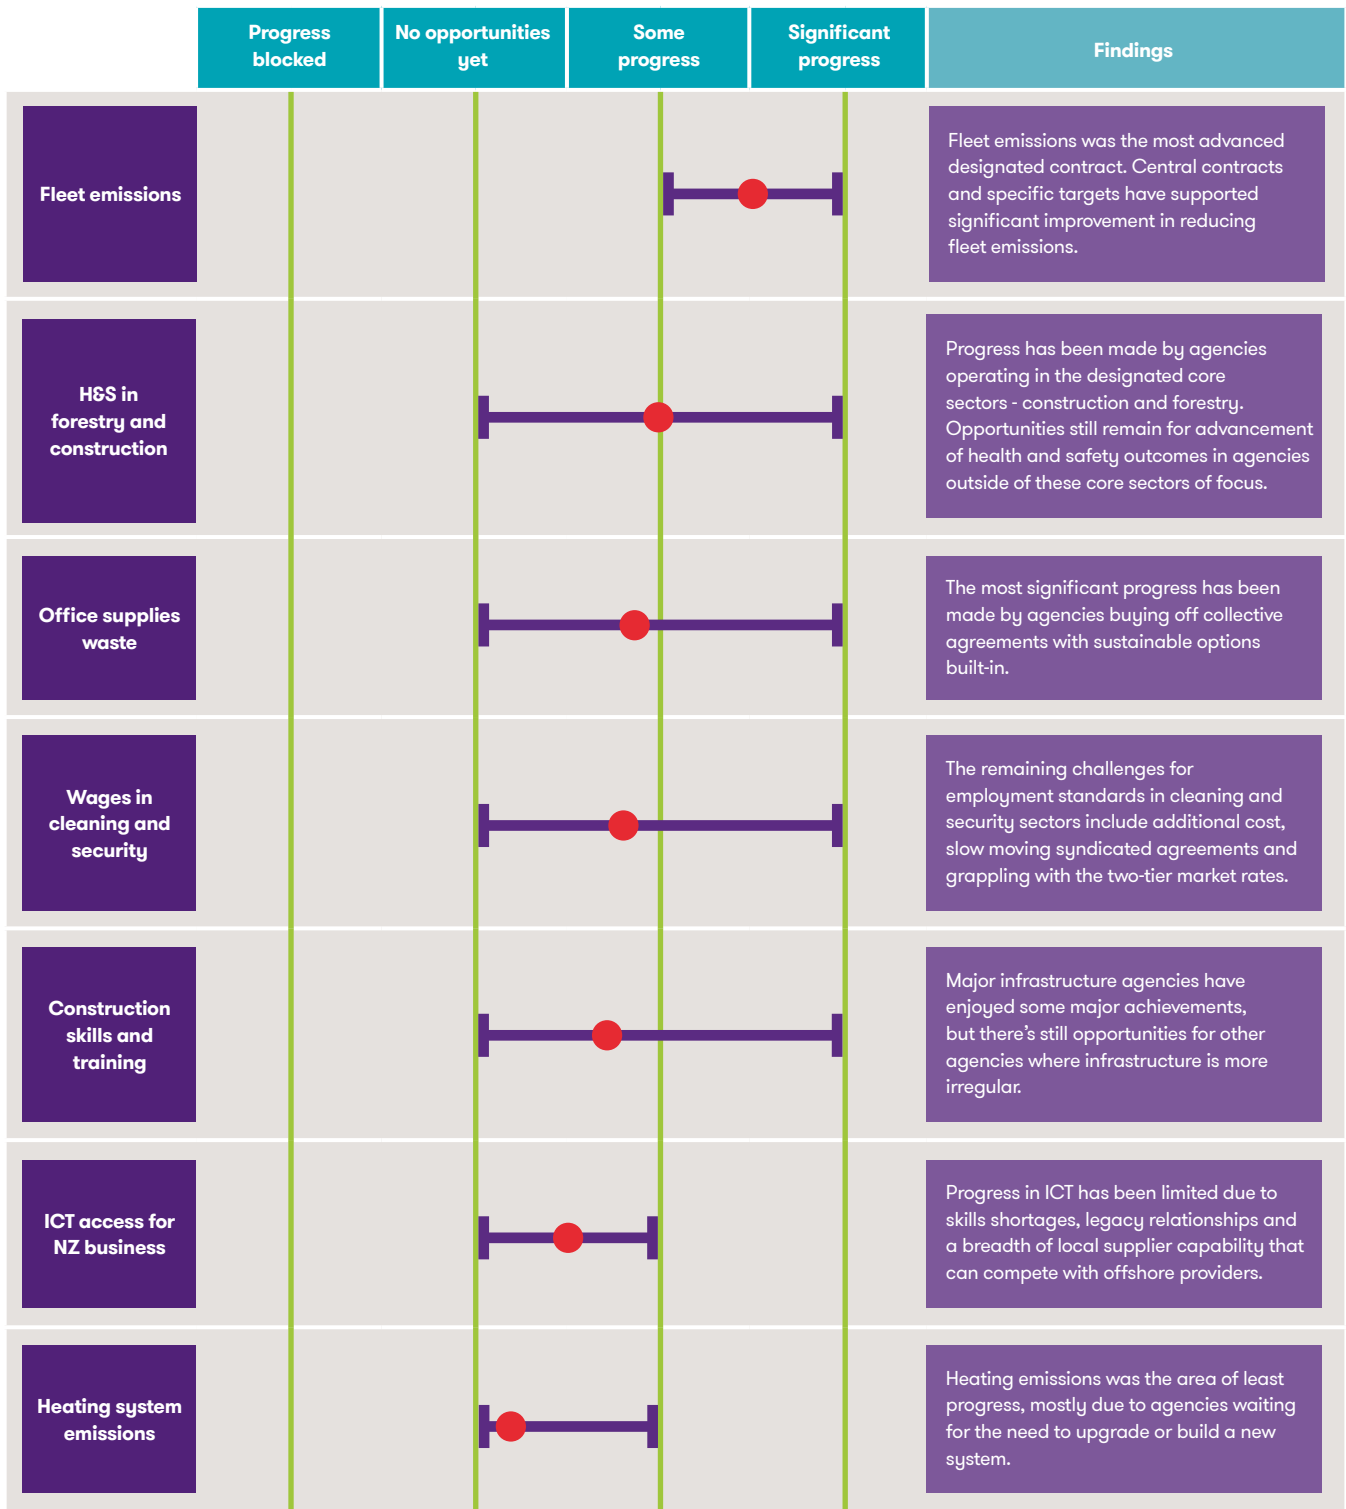 Progress
blocked
No opportunities
yet
Some
progress
Significant
progress
Findings
Fleet emissions
Fleet emissions was the most advanced
designated contract. Central contracts
and specific targets have supported
significant improvement in reducing
fleet emissions.
H&S in
forestry and
construction
Progress has been made by agencies
operating in the designated core
sectors - construction and forestry.
Opportunities still remain for advancement
of health and safety outcomes in agencies
outside of these core sectors of focus.
Office supplies
waste
The most significant progress has been
made by agencies buying off collective
agreements with sustainable options
built-in.
Wages in
cleaning and
security
The remaining challenges for
employment standards in cleaning and
security sectors include additional cost,
slow moving syndicated agreements and
grappling with the two-tier market rates.
Construction
skills and
training
Major infrastructure agencies have
enjoyed some major achievements,
but there’s still opportunities for other
agencies where infrastructure is more
irregular.
ICT access for
NZ business
Progress in ICT has been limited due to
skills shortages, legacy relationships and
a breadth of local supplier capability that
can compete with offshore providers.
Heating system
emissions
Heating emissions was the area of least
progress, mostly due to agencies waiting
for the need to upgrade or build a new
system.